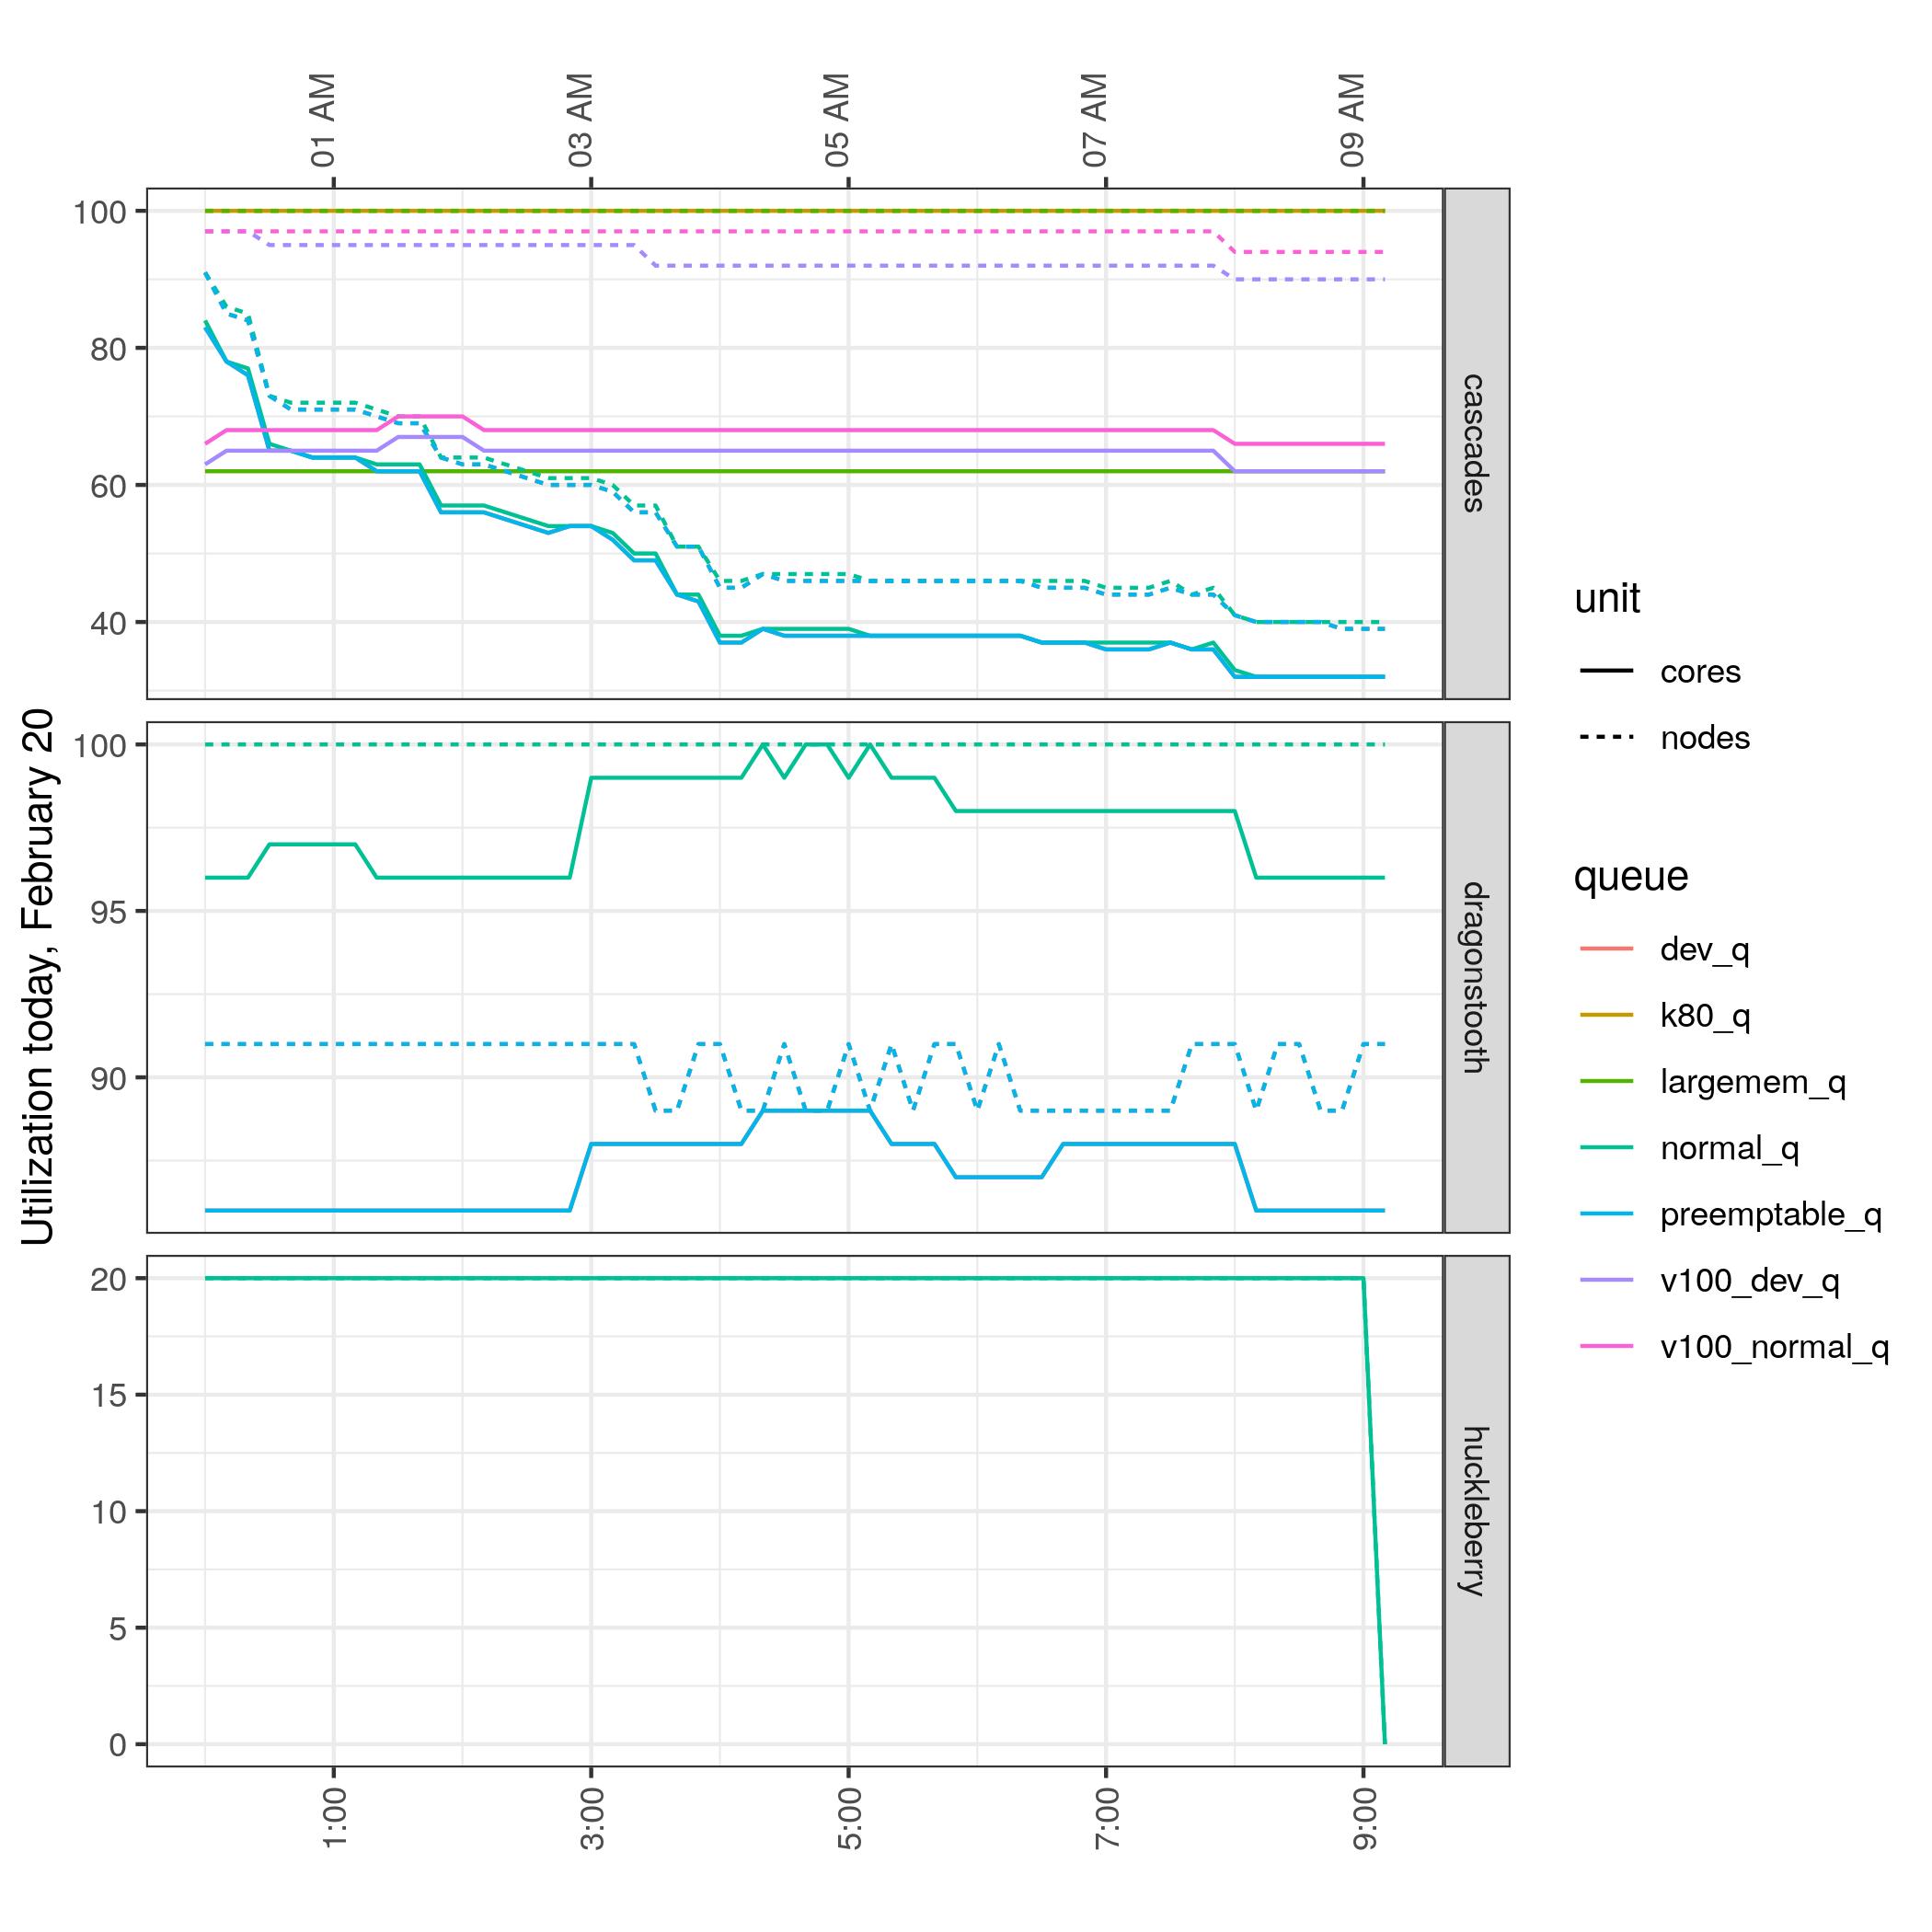 01 AM
03 AM
05 AM
07 AM
09 AM
100
80
60
40
cascades
Utilization today, February 20
100
95
90
dragonstooth
20
15
10
5
0
huckleberry
1:00
3:00
5:00
7:00
9:00
unit
cores
nodes
queue
dev_q
k80_q
largemem_q
normal_q
preemptable_q
v100_dev_q
v100_normal_q